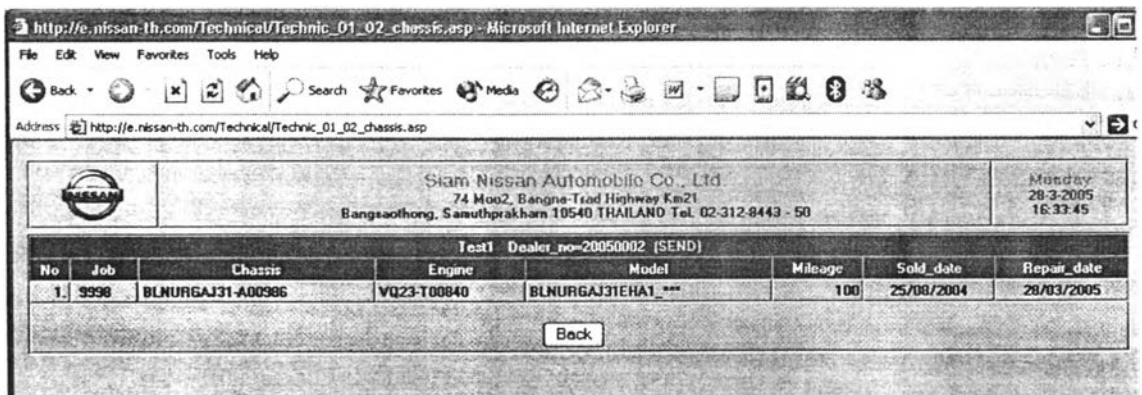 http://e.nissan-th.com/Technical/Technic_01_02_chassis.asp - Microsoft Internet Explorer
File Edit View Favorites Tools Help
Back Search Favorites Media
Address http://e.nissan-th.com/Technical/Technic_01_02_chassis.asp
NISSAN
Siam Nissan Automobile Co., Ltd.
74 Moo2, Bangna-Trad Highway Km21
Bangsaothong, Samuthprakharn 10540 THAILAND Tel. 02-312-8443 - 50
Monday
28-3-2005
16:33:45
Test1 Dealer_no=20050002 (SEND)
No Job Chassis Engine Model Mileage Sold_date Repair_date
1. 9998 BLNURGAJ31-A00986 VQ23-T00840 BLNURGAJ31EHA1_*** 100 25/08/2004 28/03/2005
Back